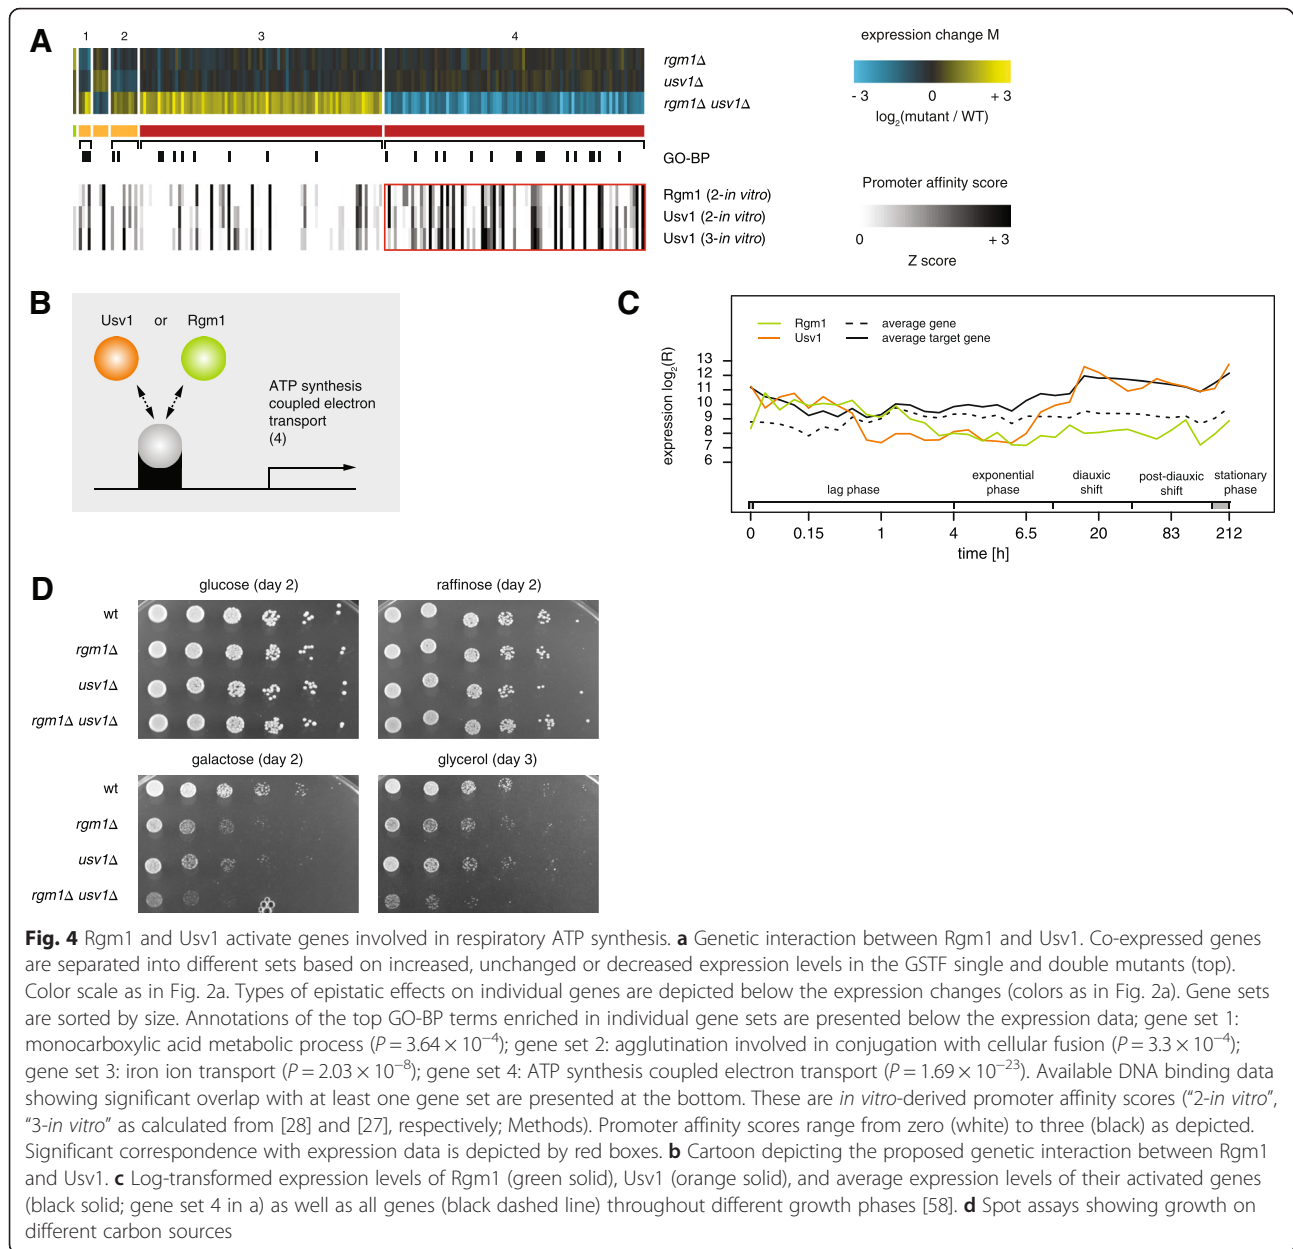 A
1 2 3 4
rgm1Δ
usv1Δ
rgm1Δ usv1Δ
GO-BP
Rgm1 (2-in vitro)
Usv1 (2-in vitro)
Usv1 (3-in vitro)
expression change M
- 3 0 + 3
log2(mutant / WT)
Promoter affinity score
0 + 3
Z score
B
Usv1 or Rgm1
ATP synthesis
coupled electron
transport
(4)
C
Rgm1
Usv1
average gene
average target gene
expression log2(R)
13
12
11
10
9
8
7
6
lag phase
exponential
phase
diauxic
shift
post-diauxic
shift
stationary
phase
0 0.15 1 4 6.5 20 83 212
time [h]
D
glucose (day 2)
raffinose (day 2)
wt
rgm1Δ
usv1Δ
rgm1Δ usv1Δ
galactose (day 2)
glycerol (day 3)
wt
rgm1Δ
usv1Δ
rgm1Δ usv1Δ
Fig. 4 Rgm1 and Usv1 activate genes involved in respiratory ATP synthesis. a Genetic interaction between Rgm1 and Usv1. Co-expressed genes
are separated into different sets based on increased, unchanged or decreased expression levels in the GSTF single and double mutants (top).
Color scale as in Fig. 2a. Types of epistatic effects on individual genes are depicted below the expression changes (colors as in Fig. 2a). Gene sets
are sorted by size. Annotations of the top GO-BP terms enriched in individual gene sets are presented below the expression data; gene set 1:
monocarboxylic acid metabolic process (P = 3.64 × 10⁻⁴); gene set 2: agglutination involved in conjugation with cellular fusion (P = 3.3 × 10⁻⁴);
gene set 3: iron ion transport (P = 2.03 × 10⁻⁸); gene set 4: ATP synthesis coupled electron transport (P = 1.69 × 10⁻²³). Available DNA binding data
showing significant overlap with at least one gene set are presented at the bottom. These are in vitro-derived promoter affinity scores (“2-in vitro”,
“3-in vitro” as calculated from [28] and [27], respectively; Methods). Promoter affinity scores range from zero (white) to three (black) as depicted.
Significant correspondence with expression data is depicted by red boxes. b Cartoon depicting the proposed genetic interaction between Rgm1
and Usv1. c Log-transformed expression levels of Rgm1 (green solid), Usv1 (orange solid), and average expression levels of their activated genes
(black solid; gene set 4 in a) as well as all genes (black dashed line) throughout different growth phases [58]. d Spot assays showing growth on
different carbon sources